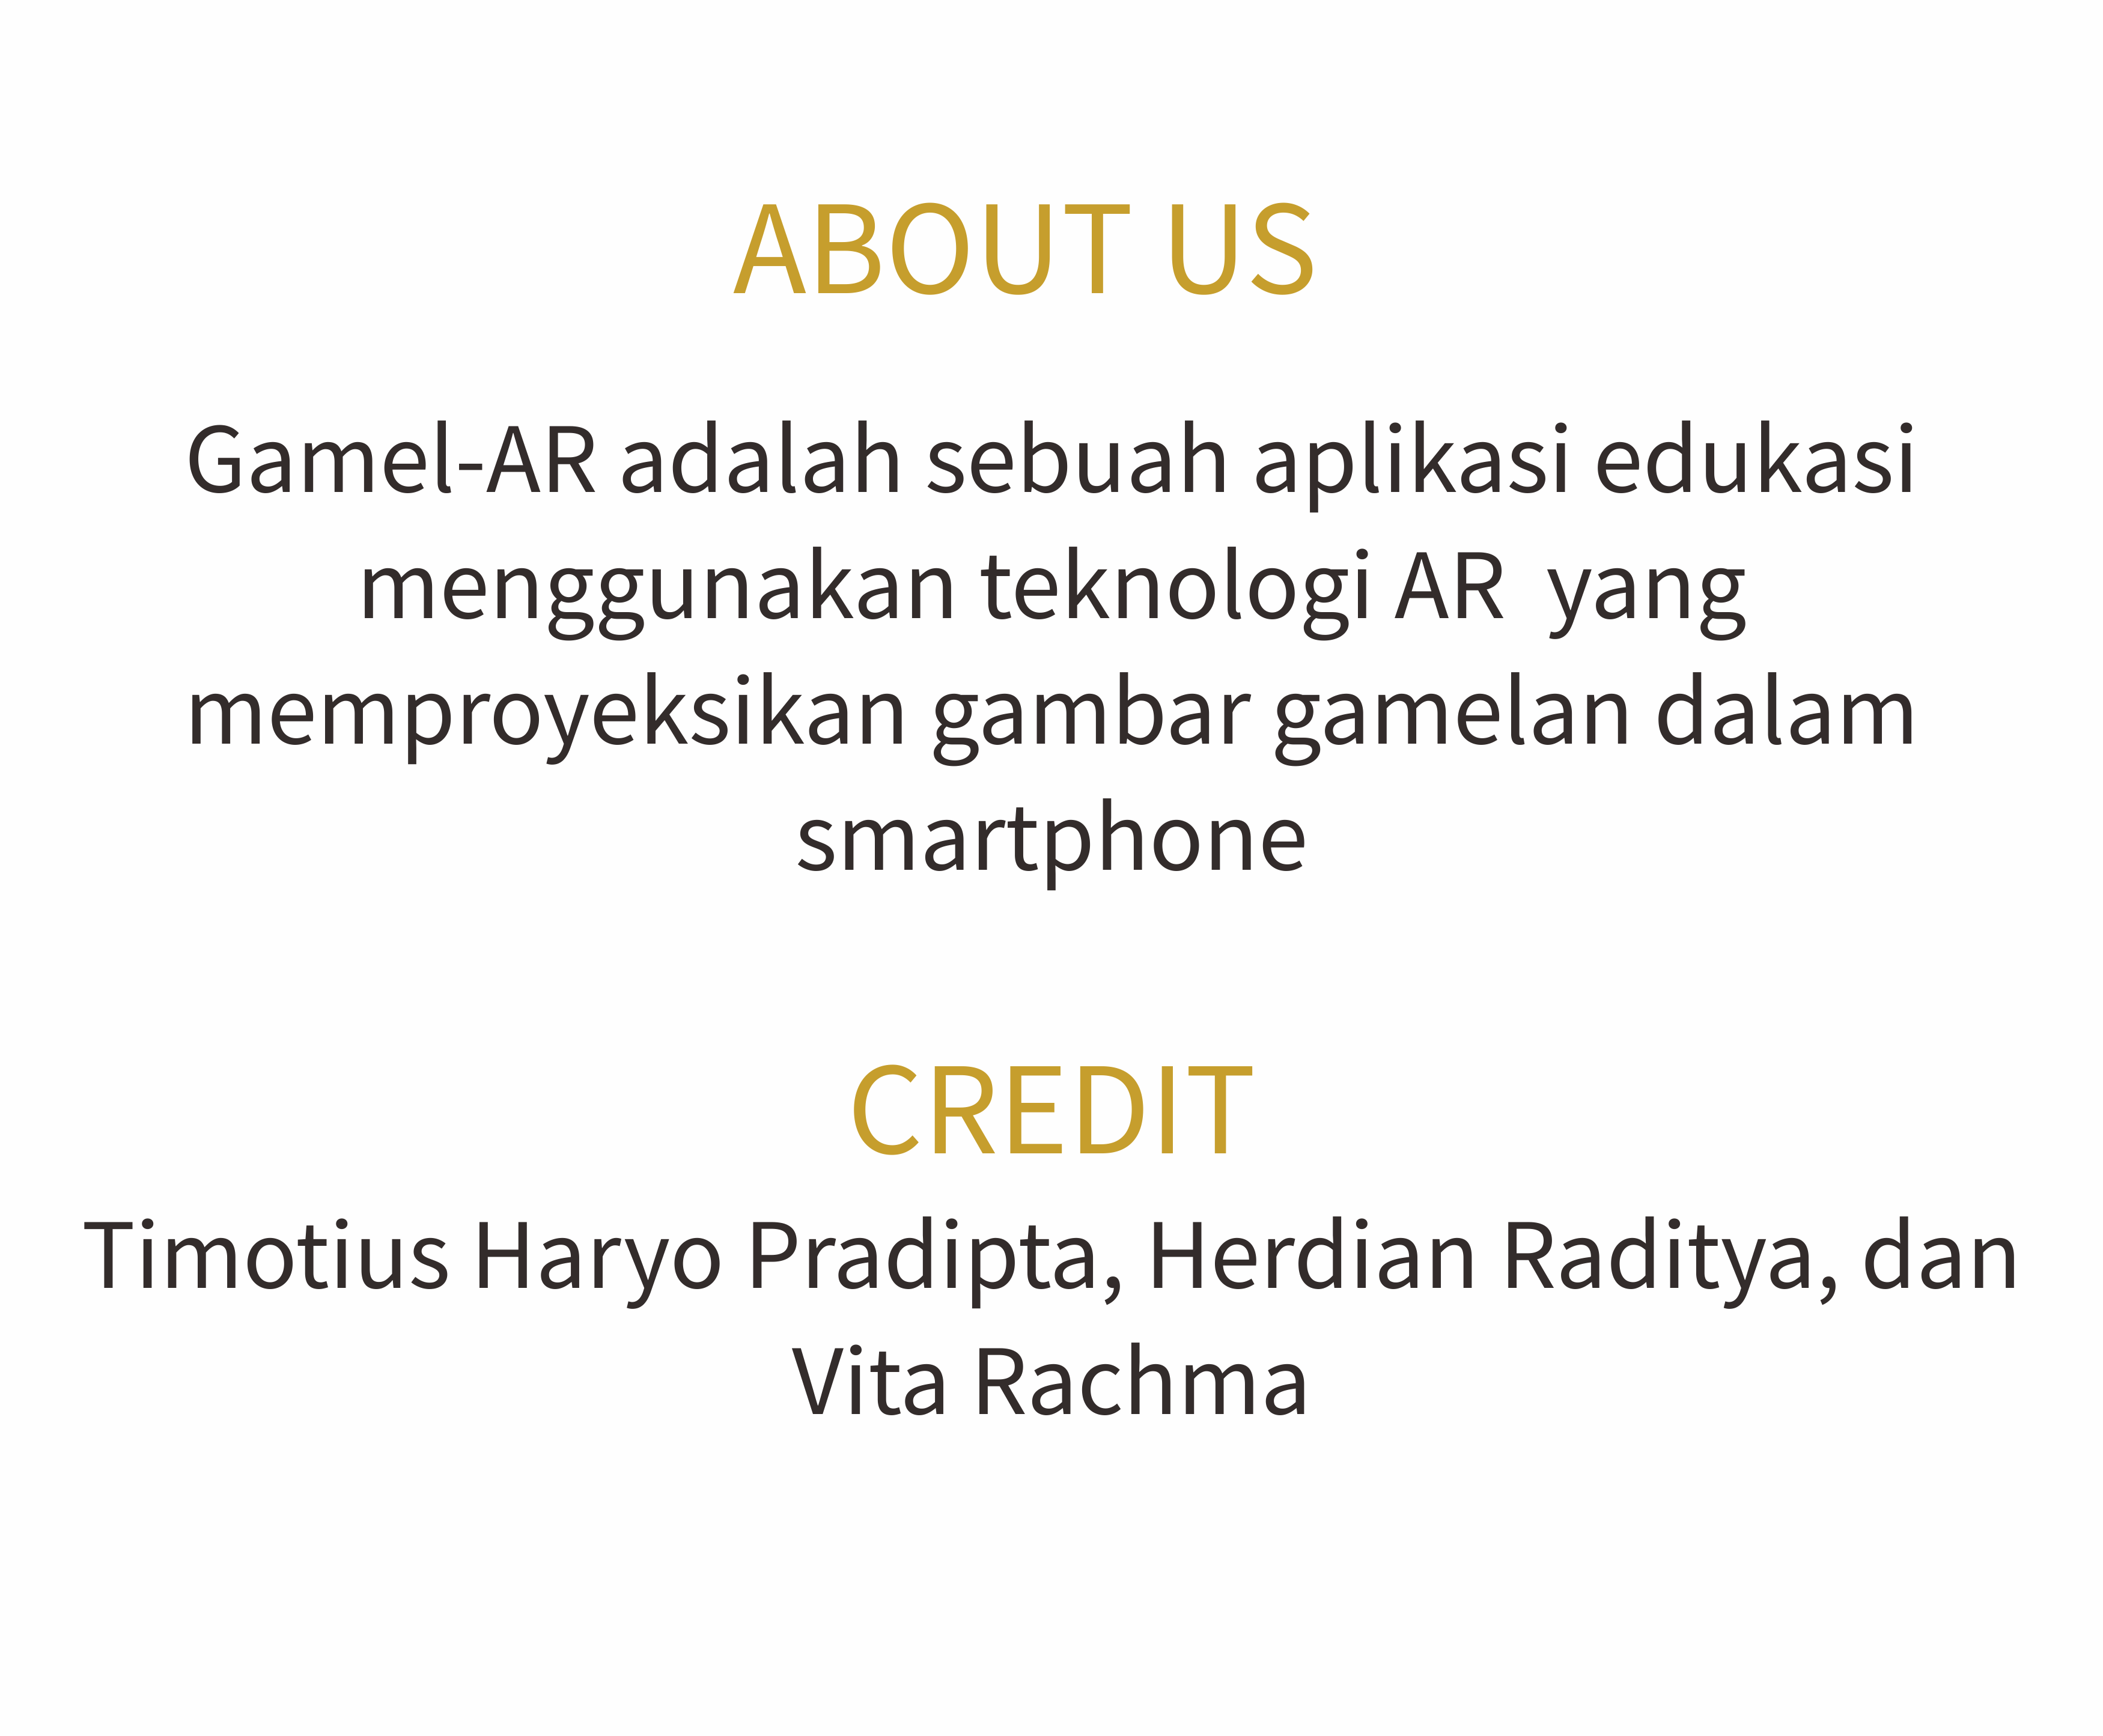 ABOUT US
Gamel-AR adalah sebuah aplikasi edukasi
menggunakan teknologi AR  yang
memproyeksikan gambar gamelan dalam
smartphone
CREDIT
Timotius Haryo Pradipta, Herdian Raditya, dan
Vita Rachma